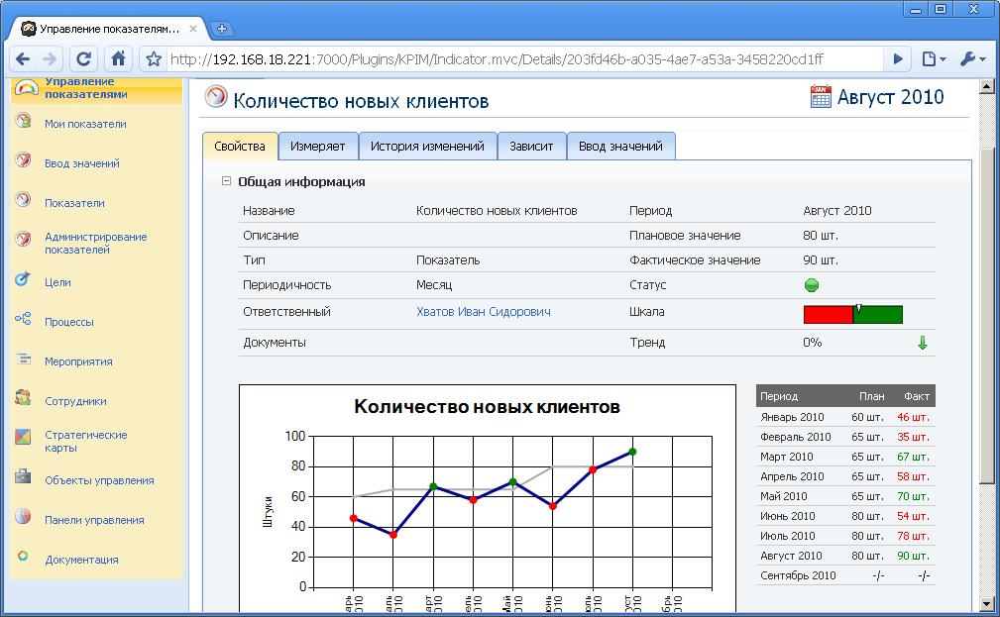 Управление показателям...
http://192.168.18.221:7000/Plugins/KPIM/Indicator.mvc/Details/203fd46b-a035-4ae7-a53a-3458220cd1ff
Управление
показателями
Мои показатели
Ввод значений
Показатели
Администрирование
показателей
Цели
Процессы
Мероприятия
Сотрудники
Стратегические
карты
Объекты управления
Панели управления
Документация
Количество новых клиентов
JAN
Август 2010
Свойства Измеряет История изменений Зависит Ввод значений
Общая информация
Название Количество новых клиентов Период Август 2010
Описание Плановое значение 80 шт.
Тип Показатель Фактическое значение 90 шт.
Периодичность Месяц Статус
Ответственный Хватов Иван Сидорович Шкала
Документы Тренд 0%
Количество новых клиентов
Штуки
100
80
60
40
20
0
Период План Факт
Январь 2010 60 шт. 46 шт.
Февраль 2010 65 шт. 35 шт.
Март 2010 65 шт. 67 шт.
Апрель 2010 65 шт. 58 шт.
Май 2010 65 шт. 70 шт.
Июнь 2010 80 шт. 54 шт.
Июль 2010 80 шт. 78 шт.
Август 2010 80 шт. 90 шт.
Сентябрь 2010 -/- -/-